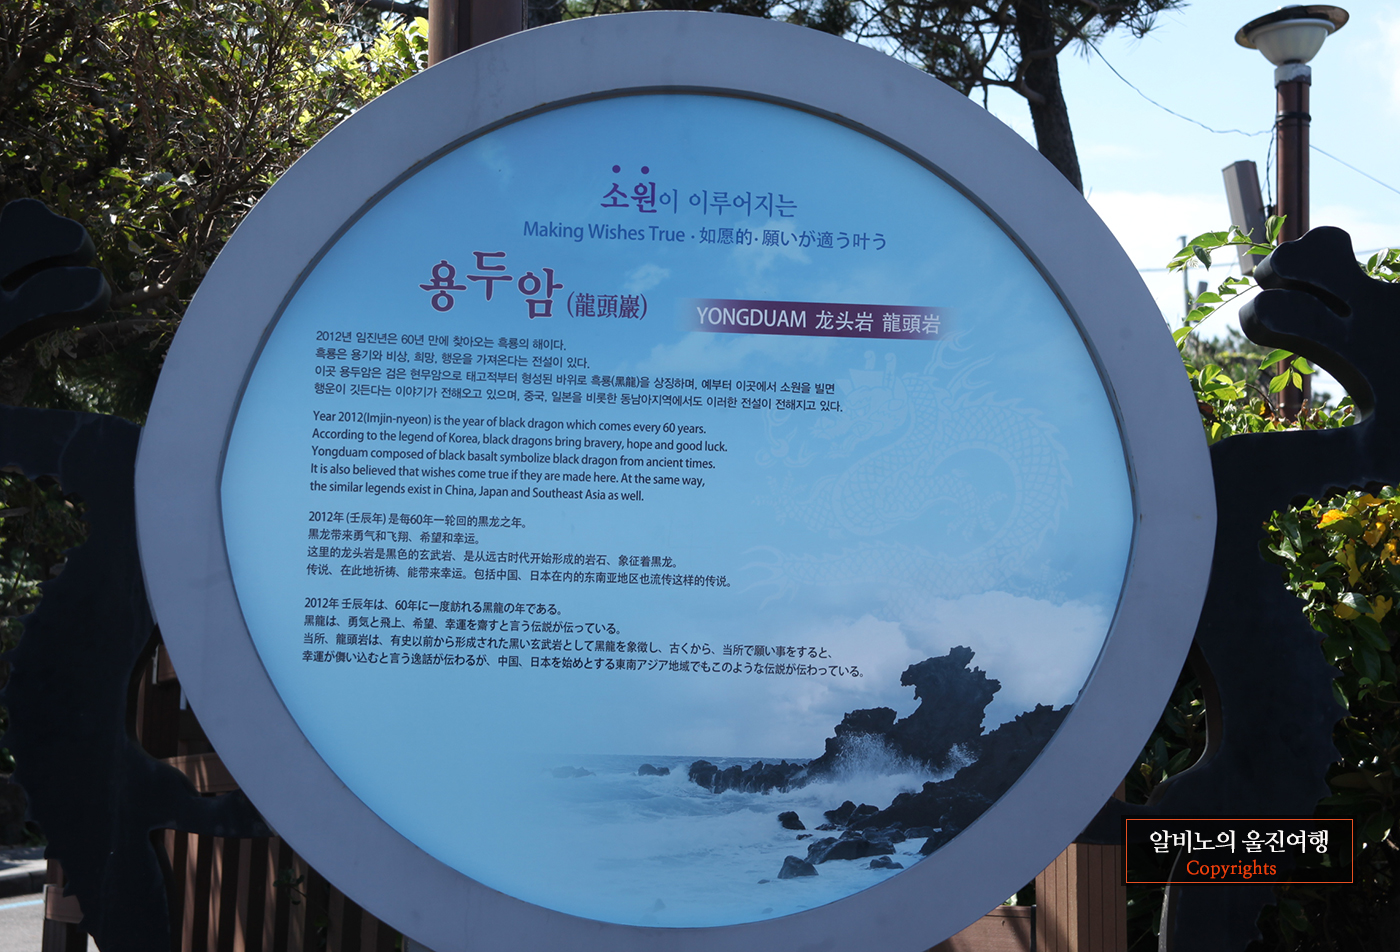 소원이 이루어지는
Making Wishes True · 如愿的 · 願いが適う叶う
용두암 (龍頭巖)
YONGDUAM 龙头岩 龍頭岩
2012년 임진년은 60년 만에 찾아오는 흑룡의 해이다.
흑룡은 용기와 비상, 희망, 행운을 가져온다는 전설이 있다.
이곳 용두암은 검은 현무암으로 태고적부터 형성된 바위로 흑룡(黑龍)을 상징하며, 예부터 이곳에서 소원을 빌면
행운이 깃든다는 이야기가 전해오고 있으며, 중국, 일본을 비롯한 동남아지역에서도 이러한 전설이 전해지고 있다.
Year 2012(Imjin-nyeon) is the year of black dragon which comes every 60 years.
According to the legend of Korea, black dragons bring bravery, hope and good luck.
Yongduam composed of black basalt symbolize black dragon from ancient times.
It is also believed that wishes come true if they are made here. At the same way,
the similar legends exist in China, Japan and Southeast Asia as well.
2012年 (壬辰年) 是每60年一轮回的黑龙之年。
黑龙带来勇气和飞翔、希望和幸运。
这里的龙头岩是黑色的玄武岩、是从远古时代开始形成的岩石、象征着黑龙。
传说、在此地祈祷、能带来幸运。包括中国、日本在内的东南亚地区也流传这样的传说。
2012年 壬辰年は、60年に一度訪れる黑龍の年である。
黑龍は、勇気と飛上、希望、幸運を齎すと言う伝説が伝っている。
当所、龍頭岩は、有史以前から形成された黒い玄武岩として黑龍を象徴し、古くから、当所で願い事をすると、
幸運が儛い込むと言う逸話が伝わるが、中国、日本を始めとする東南アジア地域でもこのような伝説が伝わっている。
알비노의 울진여행
Copyrights